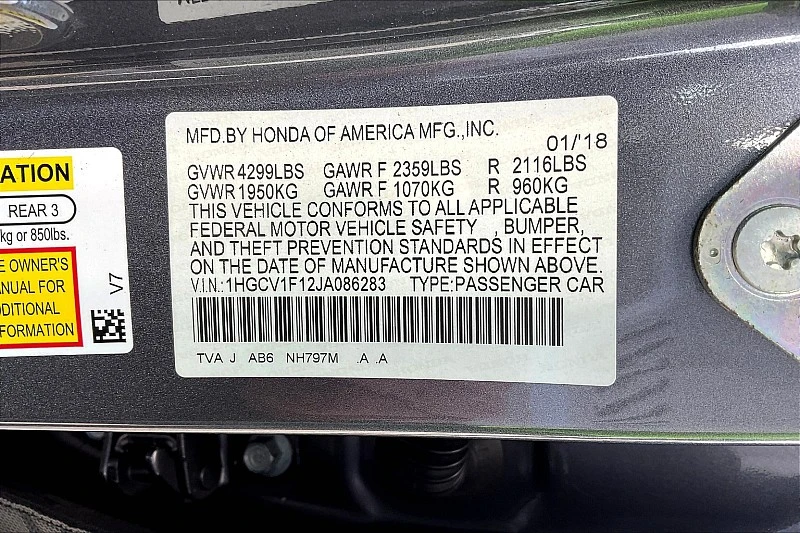 MFD.BY HONDA OF AMERICA MFG.,INC.
01/'18
GVWR 4299LBS GAWR F 2359LBS R 2116LBS
GVWR 1950KG GAWR F 1070KG R 960KG
THIS VEHICLE CONFORMS TO ALL APPLICABLE
FEDERAL MOTOR VEHICLE SAFETY , BUMPER,
AND THEFT PREVENTION STANDARDS IN EFFECT
ON THE DATE OF MANUFACTURE SHOWN ABOVE.
V.I.N.:1HGCV1F12JA086283 TYPE:PASSENGER CAR
TVA J AB6 NH797M .A .A
ATION
REAR 3
kg or 850lbs.
E OWNER'S
ANUAL FOR
DDITIONAL
FORMATION
V7